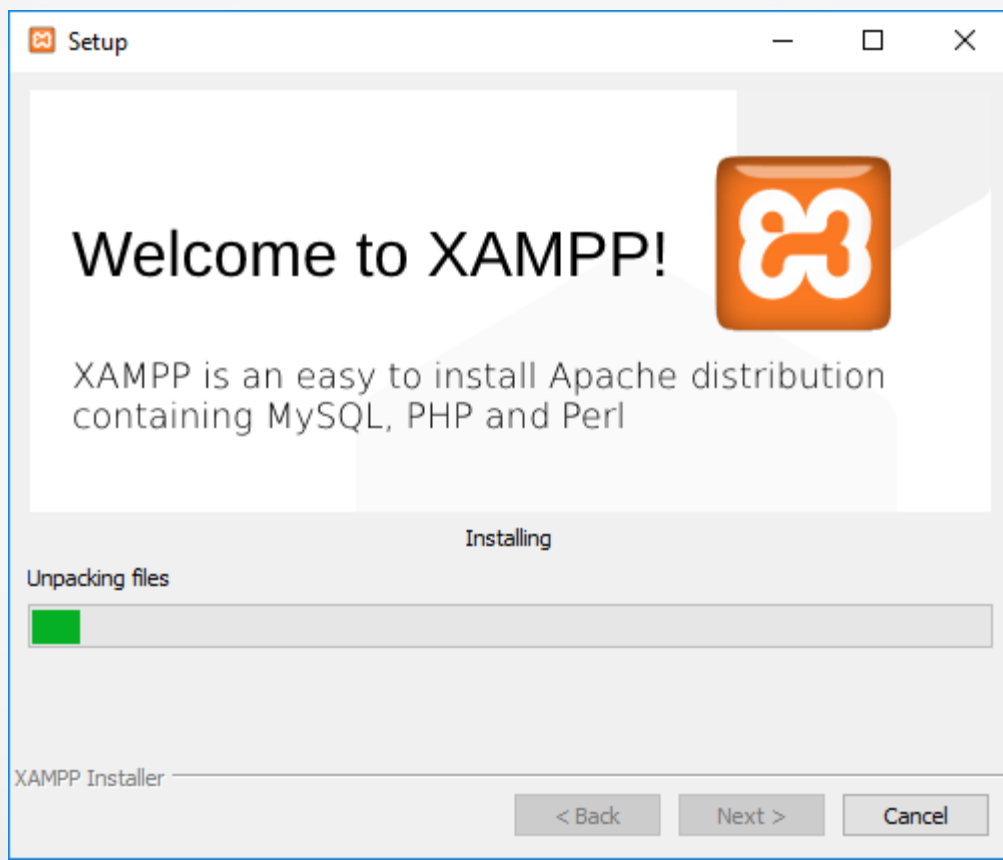 Setup
Welcome to XAMPP!
XAMPP is an easy to install Apache distribution
containing MySQL, PHP and Perl
Installing
Unpacking files
XAMPP Installer
< Back
Next >
Cancel